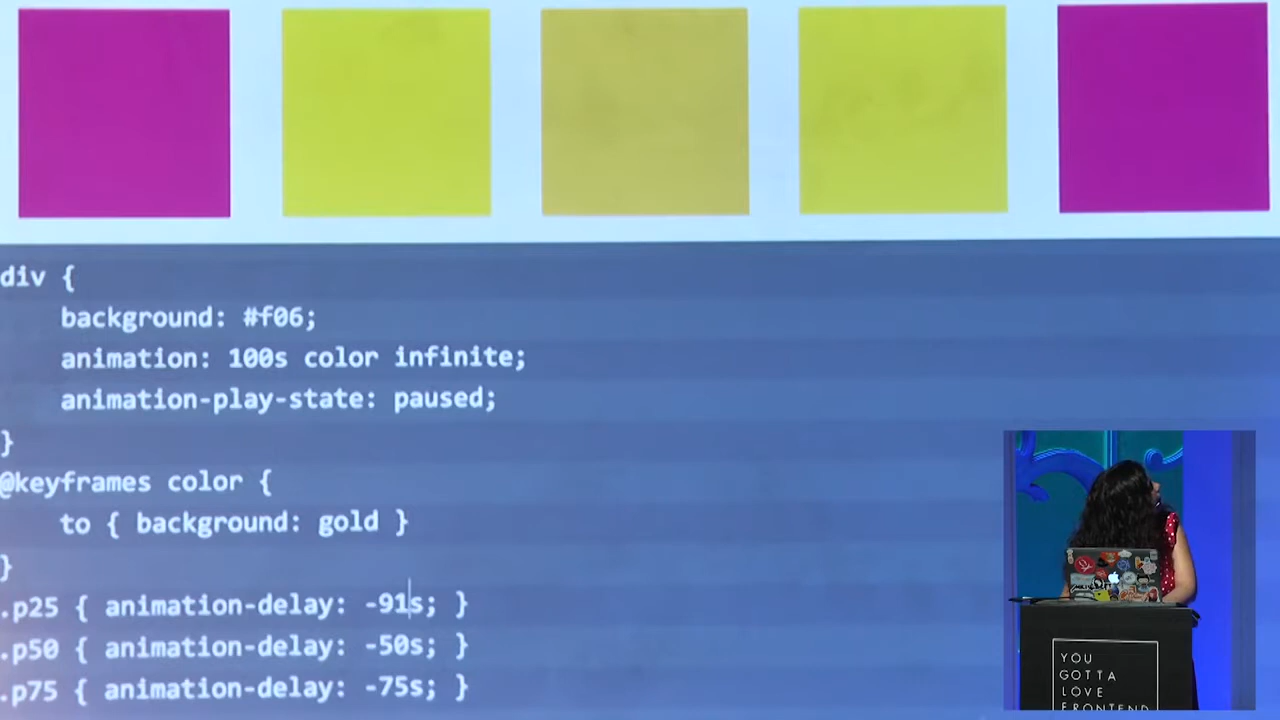 div {
background: #f06;
animation: 100s color infinite;
animation-play-state: paused;
}
@keyframes color {
to { background: gold }
}
.p25 { animation-delay: -91s; }
.p50 { animation-delay: -50s; }
.p75 { animation-delay: -75s; }
YOU
GOTTA
LOVE
FRONTEND